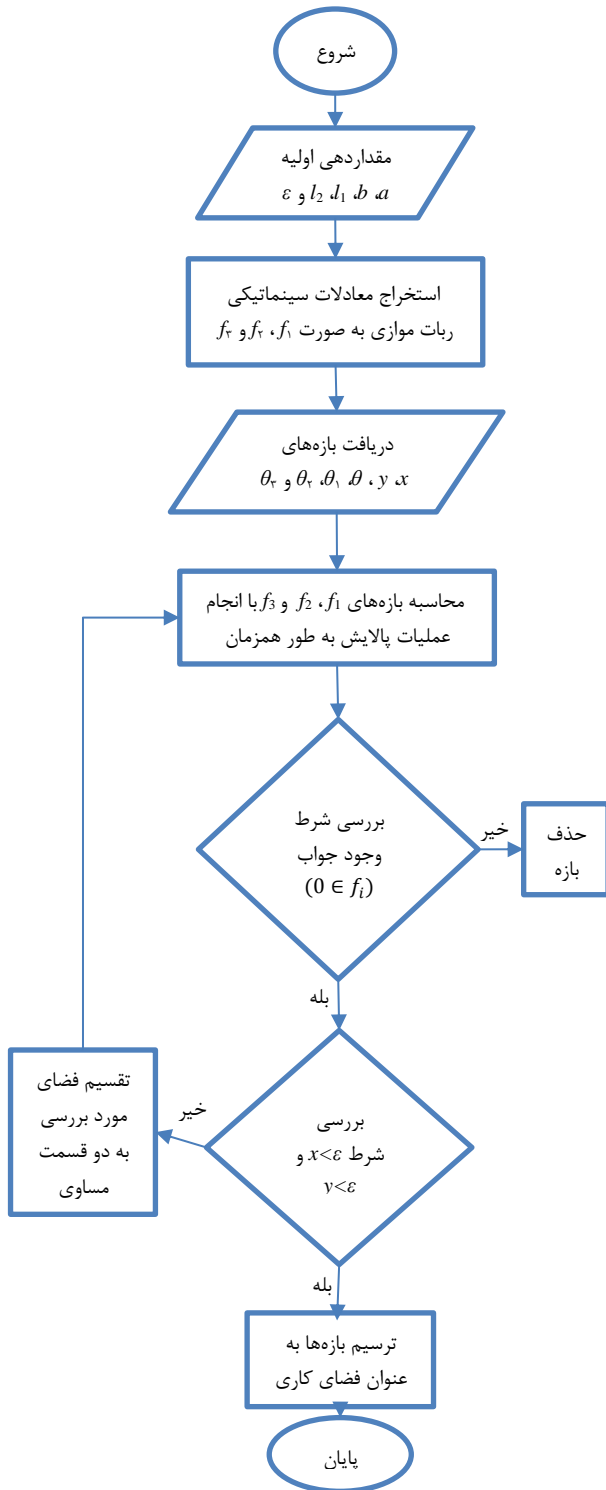 شروع
مقداردهی اولیه
a، b، l₁، l₂ و ε
استخراج معادلات سینماتیکی
ربات موازی به صورت f۱ ، f۲ و f۳
دریافت بازه‌های
x، y ، θ، θ۱، θ۲ و θ۳
محاسبه بازه‌های f₁ ، f₂ و f₃ با انجام
عملیات پالایش به طور همزمان
بررسی شرط
وجود جواب
(0 ∈ fᵢ)
خیر
حذف
بازه
بله
بررسی
شرط x<ε و
y<ε
خیر
تقسیم فضای
مورد بررسی
به دو قسمت
مساوی
بله
ترسیم بازه‌ها به
عنوان فضای کاری
پایان